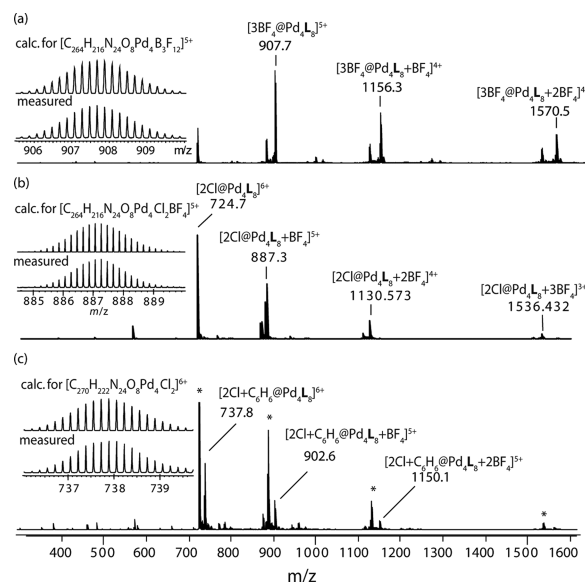 (a)
calc. for [C264H216N24O8Pd4B3F12]5+
measured
906 907 908 909 m/z
[3BF4@Pd4L8]5+
907.7
[3BF4@Pd4L8+BF4]4+
1156.3
[3BF4@Pd4L8+2BF4]4
1570.5
(b)
calc. for [C264H216N24O8Pd4Cl2BF4]5+
measured
885 886 887 888 889
m/z
[2Cl@Pd4L8]6+
724.7
[2Cl@Pd4L8+BF4]5+
887.3
[2Cl@Pd4L8+2BF4]4+
1130.573
[2Cl@Pd4L8+3BF4]3+
1536.432
(c)
calc. for [C270H222N24O8Pd4Cl2]6+
measured
737 738 739
*
[2Cl+C6H6@Pd4L8]6+
737.8
*
[2Cl+C6H6@Pd4L8+BF4]5+
902.6
[2Cl+C6H6@Pd4L8+2BF4]5+
1150.1
*
*
400 600 800 1000 1100 1200 1400 1500 1600
m/z